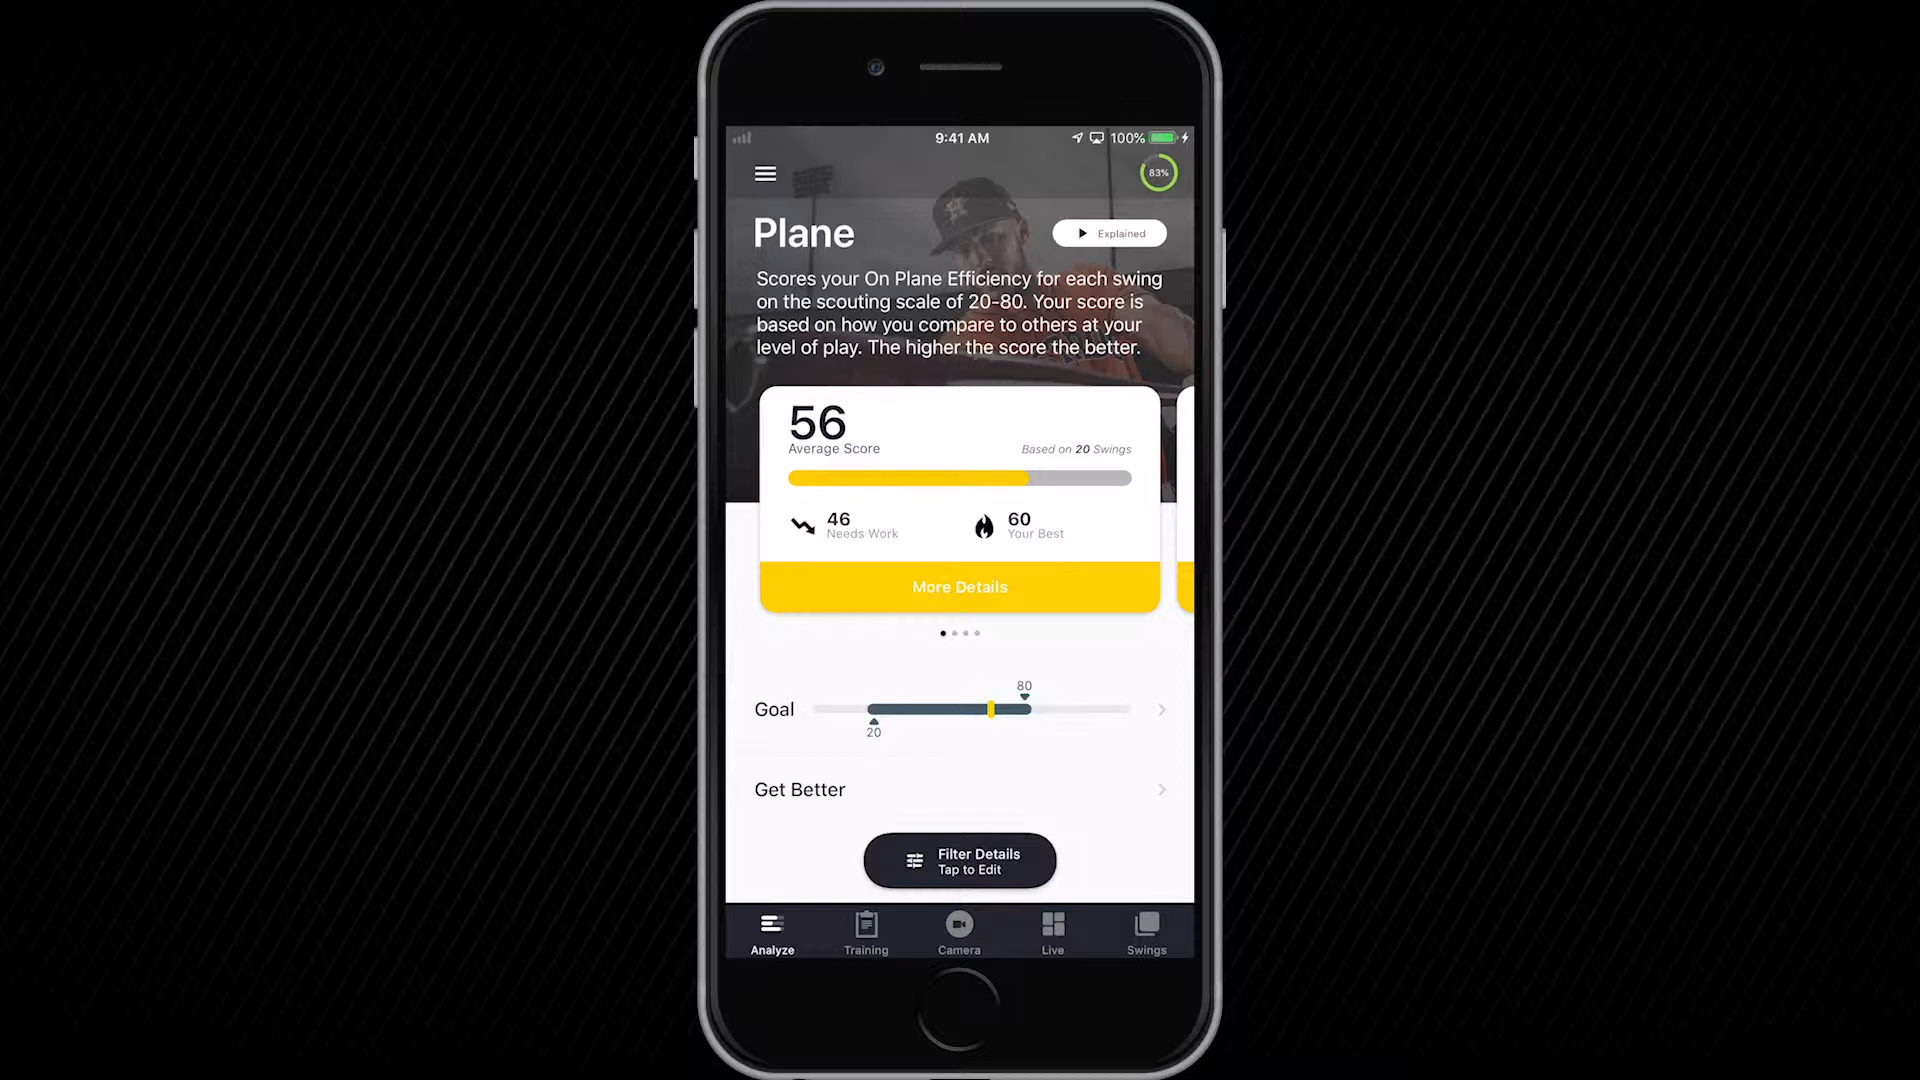 9:41 AM
100%
83%
Plane
Explained
Scores your On Plane Efficiency for each swing
on the scouting scale of 20-80. Your score is
based on how you compare to others at your
level of play. The higher the score the better.
56
Average Score
Based on 20 Swings
46
Needs Work
60
Your Best
More Details
80
Goal
20
Get Better
Filter Details
Tap to Edit
Analyze
Training
Camera
Live
Swings